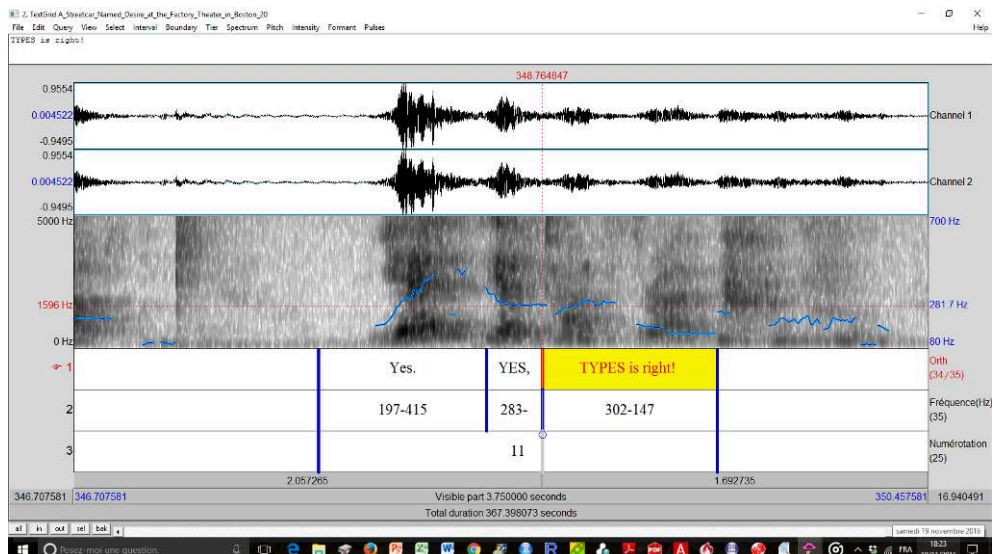 2. TextGrid A_Streetcar_Named_Desire_at_the_Factory_Theater_in_Boston_20
File Edit Query View Select Interval Boundary Tier Spectrum Pitch Intensity Formant Pulses Help
TYPES is right!
348.764847
0.9554
0.004522
-0.9495
Channel 1
0.9554
0.004522
-0.9495
Channel 2
5000 Hz 700 Hz
1596 Hz 281.7 Hz
0 Hz 80 Hz
1 Yes. YES, TYPES is right! Orth (34/35)
2 197-415 283- 302-147 Fréquence(Hz) (35)
3 11 Numérotation (25)
2.057265 1.692735
346.707581 346.707581 Visible part 3.750000 seconds 350.457581 16.940491
Total duration 367.398073 seconds
all in out sel bak
samedi 19 novembre 2016
Posez-moi une question. FRA 18:23